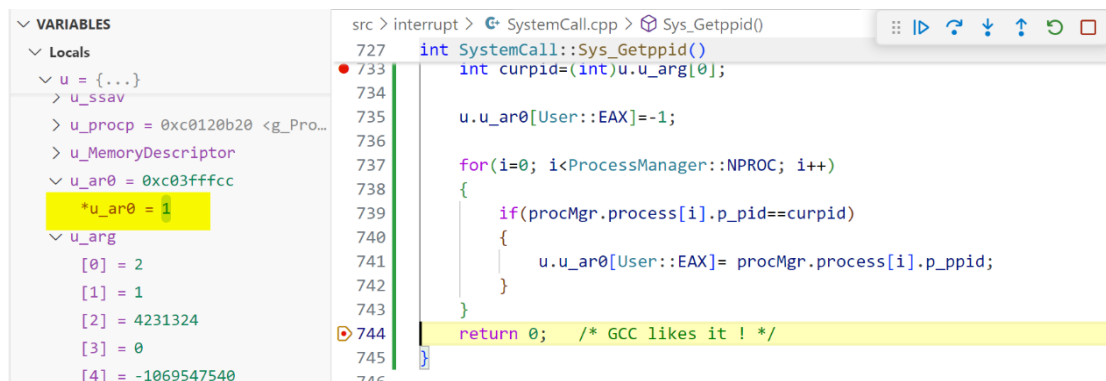 VARIABLES
Locals
u = {...}
u_ssav
u_procp = 0xc0120b20 <g_Pro...
u_MemoryDescriptor
u_ar0 = 0xc03fffcc
*u_ar0 = 1
u_arg
[0] = 2
[1] = 1
[2] = 4231324
[3] = 0
[4] = -1069547540
src > interrupt > SystemCall.cpp > Sys_Getppid()
727 int SystemCall::Sys_Getppid()
733 int curpid=(int)u.u_arg[0];
734
735 u.u_ar0[User::EAX]=-1;
736
737 for(i=0; i<ProcessManager::NPROC; i++)
738 {
739 if(procMgr.process[i].p_pid==curpid)
740 {
741 u.u_ar0[User::EAX]= procMgr.process[i].p_ppid;
742 }
743 }
744 return 0; /* GCC likes it ! */
745 }
746